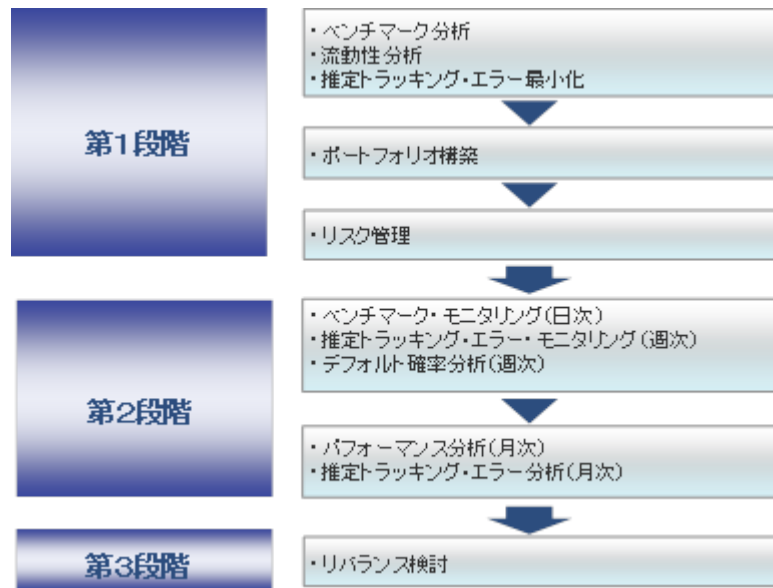 第1段階
・ベンチマーク分析
・流動性分析
・推定トラッキング・エラー最小化
・ポートフォリオ構築
・リスク管理
第2段階
・ベンチマーク・モニタリング(日次)
・推定トラッキング・エラー・モニタリング(週次)
・デフォルト確率分析(週次)
・パフォーマンス分析(月次)
・推定トラッキング・エラー分析(月次)
第3段階
・リバランス検討